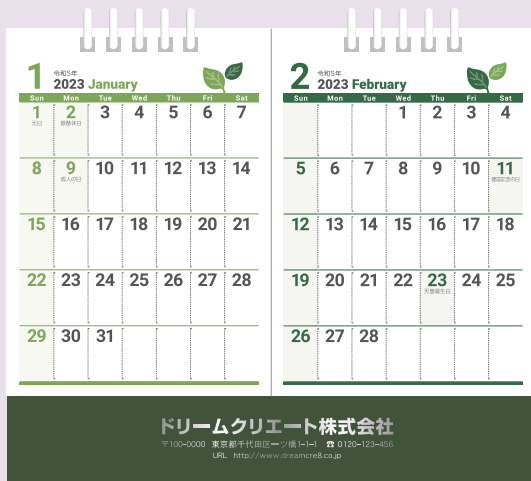 1 令和5年
2023 January
Sun Mon Tue Wed Thu Fri Sat
1 2 3 4 5 6 7
元日 振替休日
8 9 10 11 12 13 14
成人の日
15 16 17 18 19 20 21
22 23 24 25 26 27 28
29 30 31
2 令和5年
2023 February
Sun Mon Tue Wed Thu Fri Sat
1 2 3 4
5 6 7 8 9 10 11
建国記念の日
12 13 14 15 16 17 18
19 20 21 22 23 24 25
天皇誕生日
26 27 28
ドリームクリエート株式会社
〒100-0000 東京都千代田区一ツ橋1-1-1 ☎ 0120-123-456
URL http://www.dreamcre8.co.jp